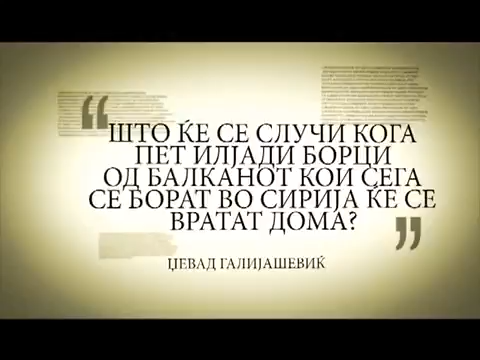 “ ШТО ЌЕ СЕ СЛУЧИ КОГА
ПЕТ ИЛЈАДИ БОРЦИ
ОД БАЛКАНОТ КОИ СЕГА
СЕ БОРАТ ВО СИРИЈА ЌЕ СЕ
ВРАТАТ ДОМА? ”
ЏЕВАД ГАЛИЈАШЕВИЌ